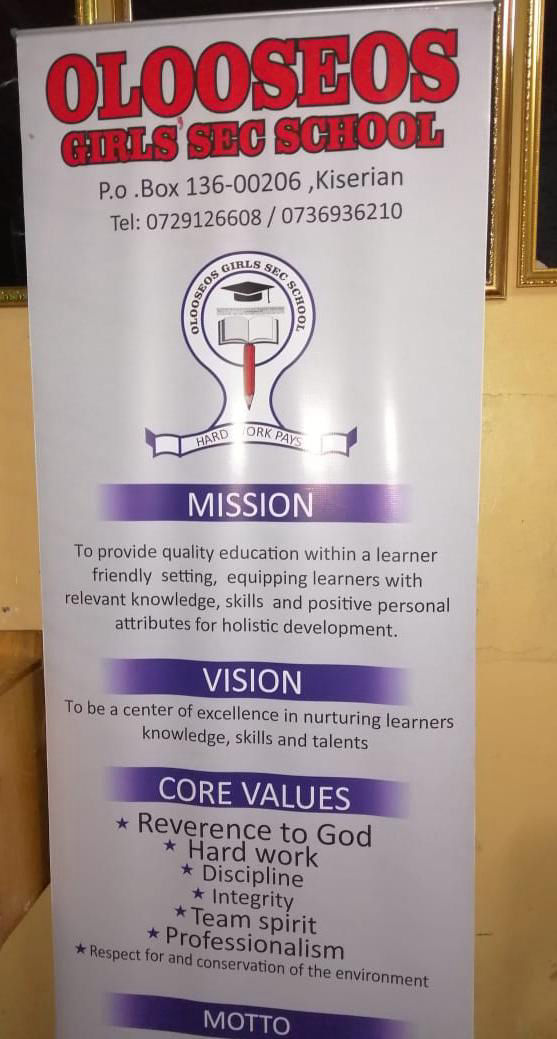 OLOOSEOS
GIRLS' SEC SCHOOL
P.o .Box 136-00206 ,Kiserian
Tel: 0729126608 / 0736936210
OLOOSEOS GIRLS SEC SCHOOL
HARD ORK PAYS
MISSION
To provide quality education within a learner
friendly setting, equipping learners with
relevant knowledge, skills and positive personal
attributes for holistic development.
VISION
To be a center of excellence in nurturing learners
knowledge, skills and talents
CORE VALUES
★ Reverence to God
★ Hard work
★ Discipline
★ Integrity
★ Team spirit
★ Professionalism
★ Respect for and conservation of the environment
MOTTO